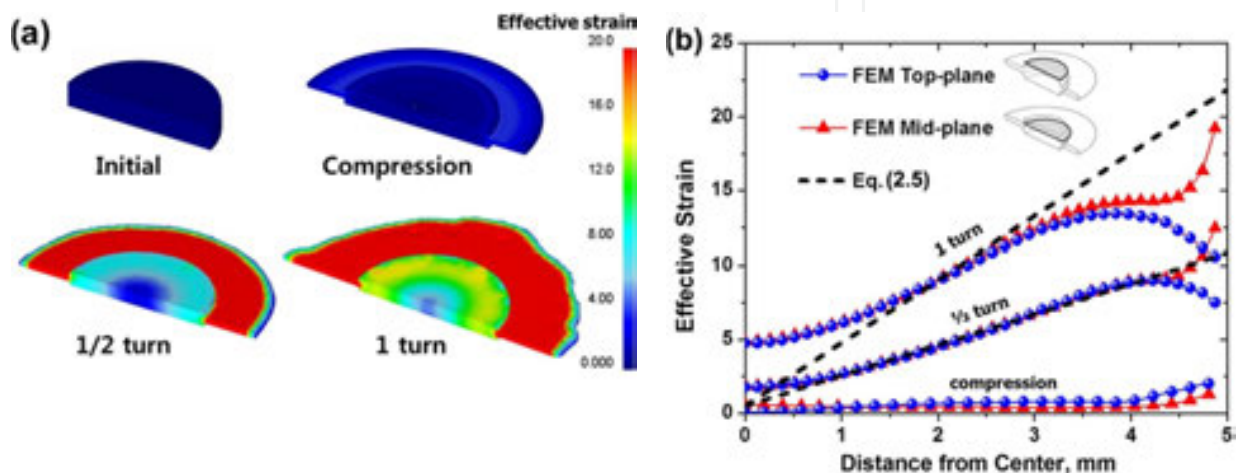 (a)
Effective strain
20.0
16.0
12.0
8.00
4.00
0.000
Initial
Compression
1/2 turn
1 turn
(b)
25
20
15
10
5
0
Effective Strain
FEM Top-plane
FEM Mid-plane
Eq. (2.5)
1 turn
½ turn
compression
0
1
2
3
4
5
Distance from Center, mm